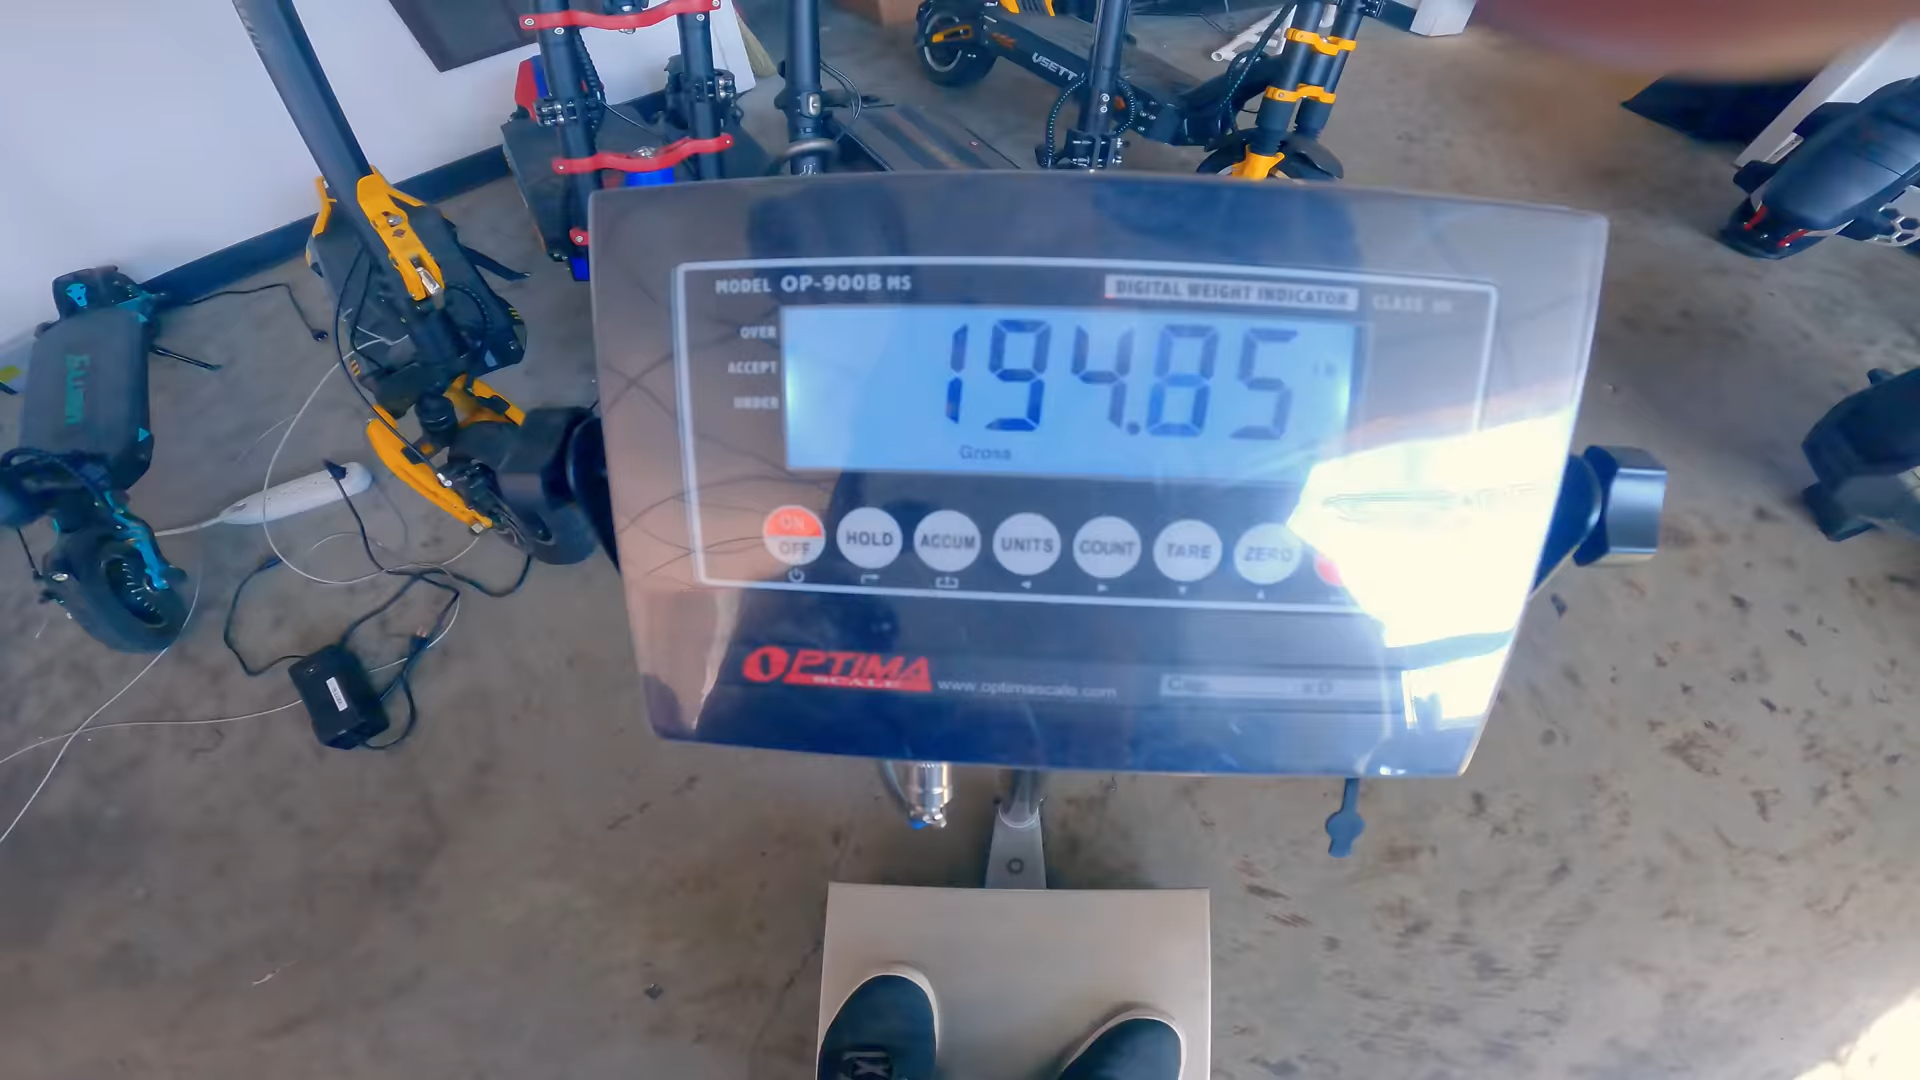 VSETT
MODEL OP-900B MS
DIGITAL WEIGHT INDICATOR
OVER
ACCEPT
UNDER
194.85
Gross
ON
OFF
HOLD
ACCUM
UNITS
COUNT
TARE
ZERO
OPTIMA
SCALE
www.optimascale.com